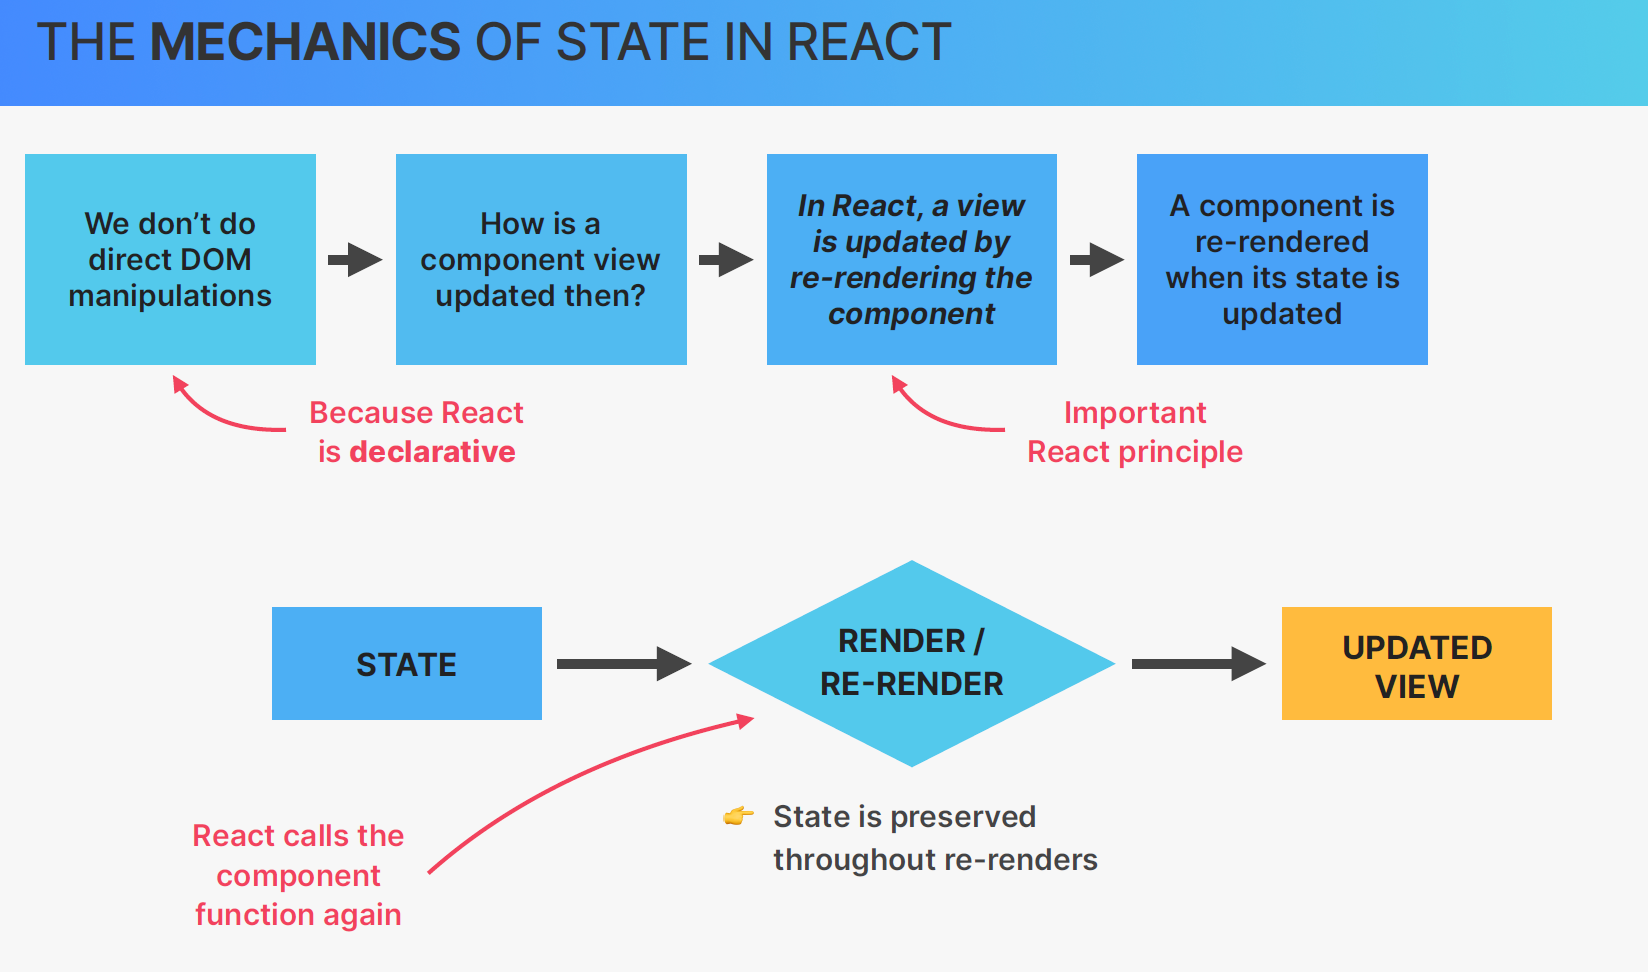 THE MECHANICS OF STATE IN REACT
We don’t do
direct DOM
manipulations
How is a
component view
updated then?
In React, a view
is updated by
re-rendering the
component
A component is
re-rendered
when its state is
updated
Because React
is declarative
Important
React principle
STATE
RENDER /
RE-RENDER
UPDATED
VIEW
React calls the
component
function again
👉 State is preserved
throughout re-renders